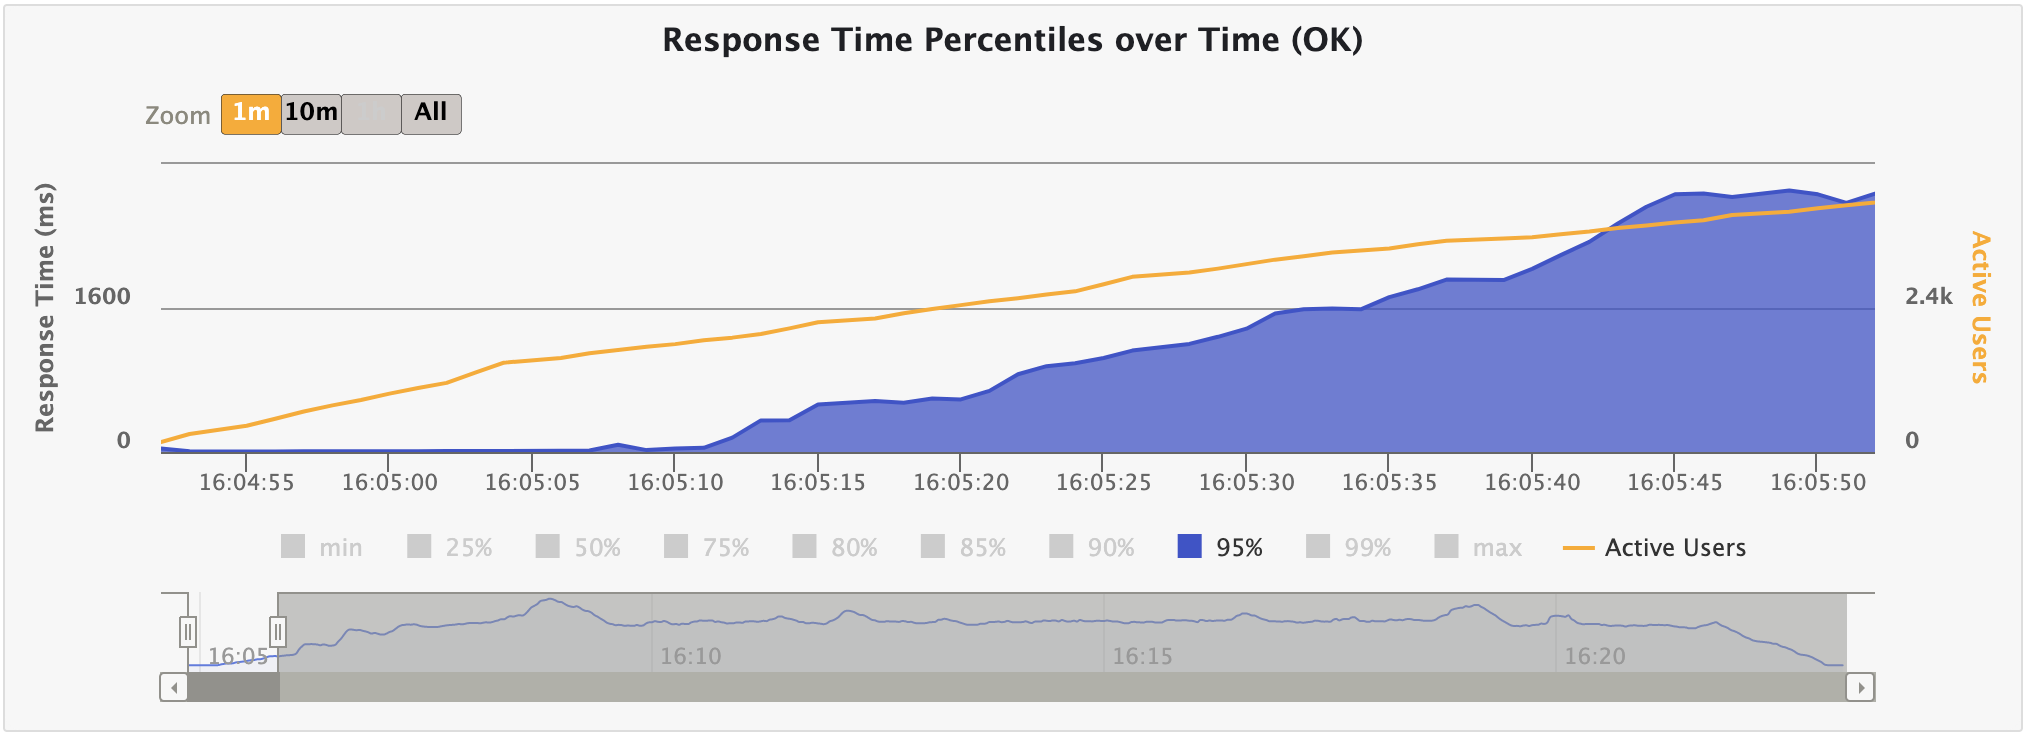 Response Time Percentiles over Time (OK)
Zoom 1m 10m 1h All
Response Time (ms)
1600
0
2.4k
0
Active Users
16:04:55 16:05:00 16:05:05 16:05:10 16:05:15 16:05:20 16:05:25 16:05:30 16:05:35 16:05:40 16:05:45 16:05:50
min 25% 50% 75% 80% 85% 90% 95% 99% max Active Users
16:05 16:10 16:15 16:20